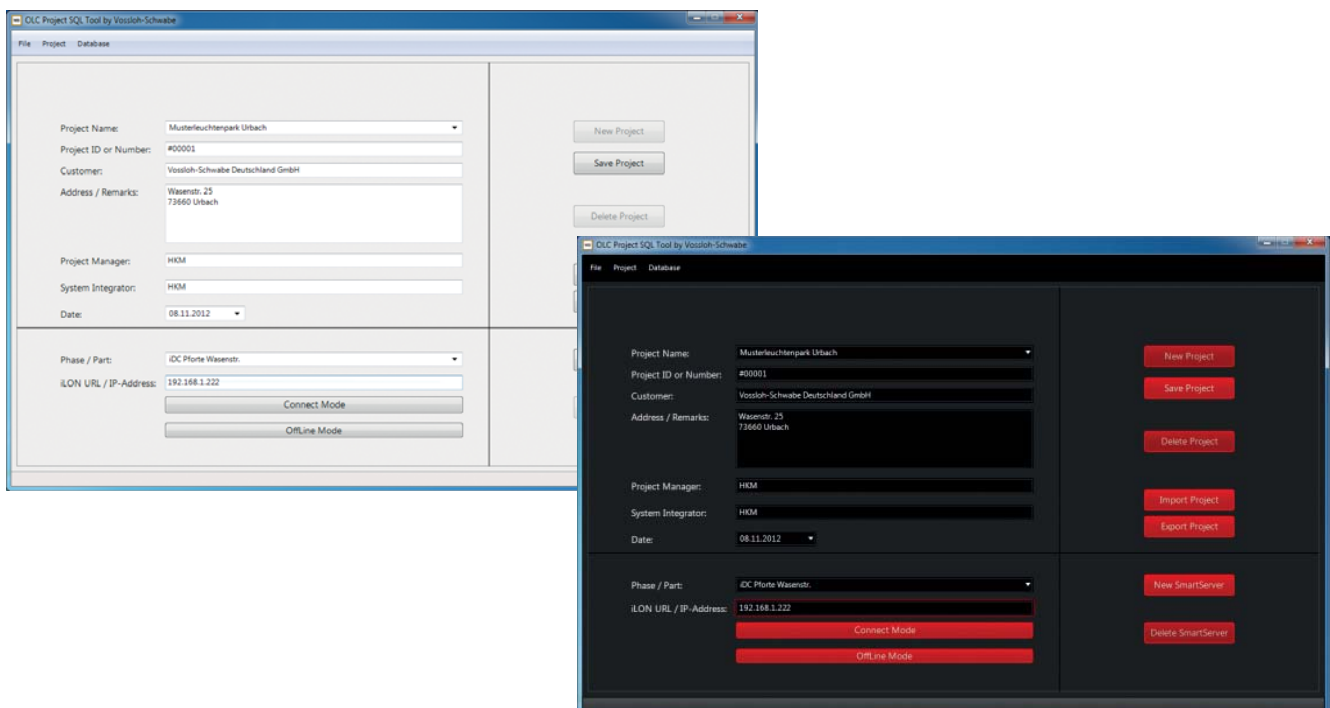 OLC Project SQL Tool by Vossloh-Schwabe
File Project Database
Project Name: Musterleuchtenpark Urbach
Project ID or Number: #00001
Customer: Vossloh-Schwabe Deutschland GmbH
Address / Remarks: Wasenstr. 25
73660 Urbach
Project Manager: HKM
System Integrator: HKM
Date: 08.11.2012
Phase / Part: iDC Pforte Wasenstr.
iLON URL / IP-Address: 192.168.1.222
Connect Mode
OffLine Mode
New Project
Save Project
Delete Project
OLC Project SQL Tool by Vossloh-Schwabe
File Project Database
Project Name: Musterleuchtenpark Urbach
Project ID or Number: #00001
Customer: Vossloh-Schwabe Deutschland GmbH
Address / Remarks: Wasenstr. 25
73660 Urbach
Project Manager: HKM
System Integrator: HKM
Date: 08.11.2012
Phase / Part: iDC Pforte Wasenstr.
iLON URL / IP-Address: 192.168.1.222
Connect Mode
OffLine Mode
New Project
Save Project
Delete Project
Import Project
Export Project
New SmartServer
Delete SmartServer